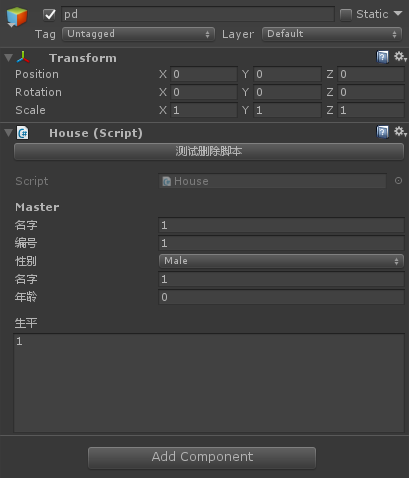 pd Static
Tag Untagged Layer Default
Transform
Position X 0 Y 0 Z 0
Rotation X 0 Y 0 Z 0
Scale X 1 Y 1 Z 1
House (Script)
测试删除脚本
Script House
Master
名字 1
编号 1
性别 Male
名字 1
年龄 0
生平
1
Add Component